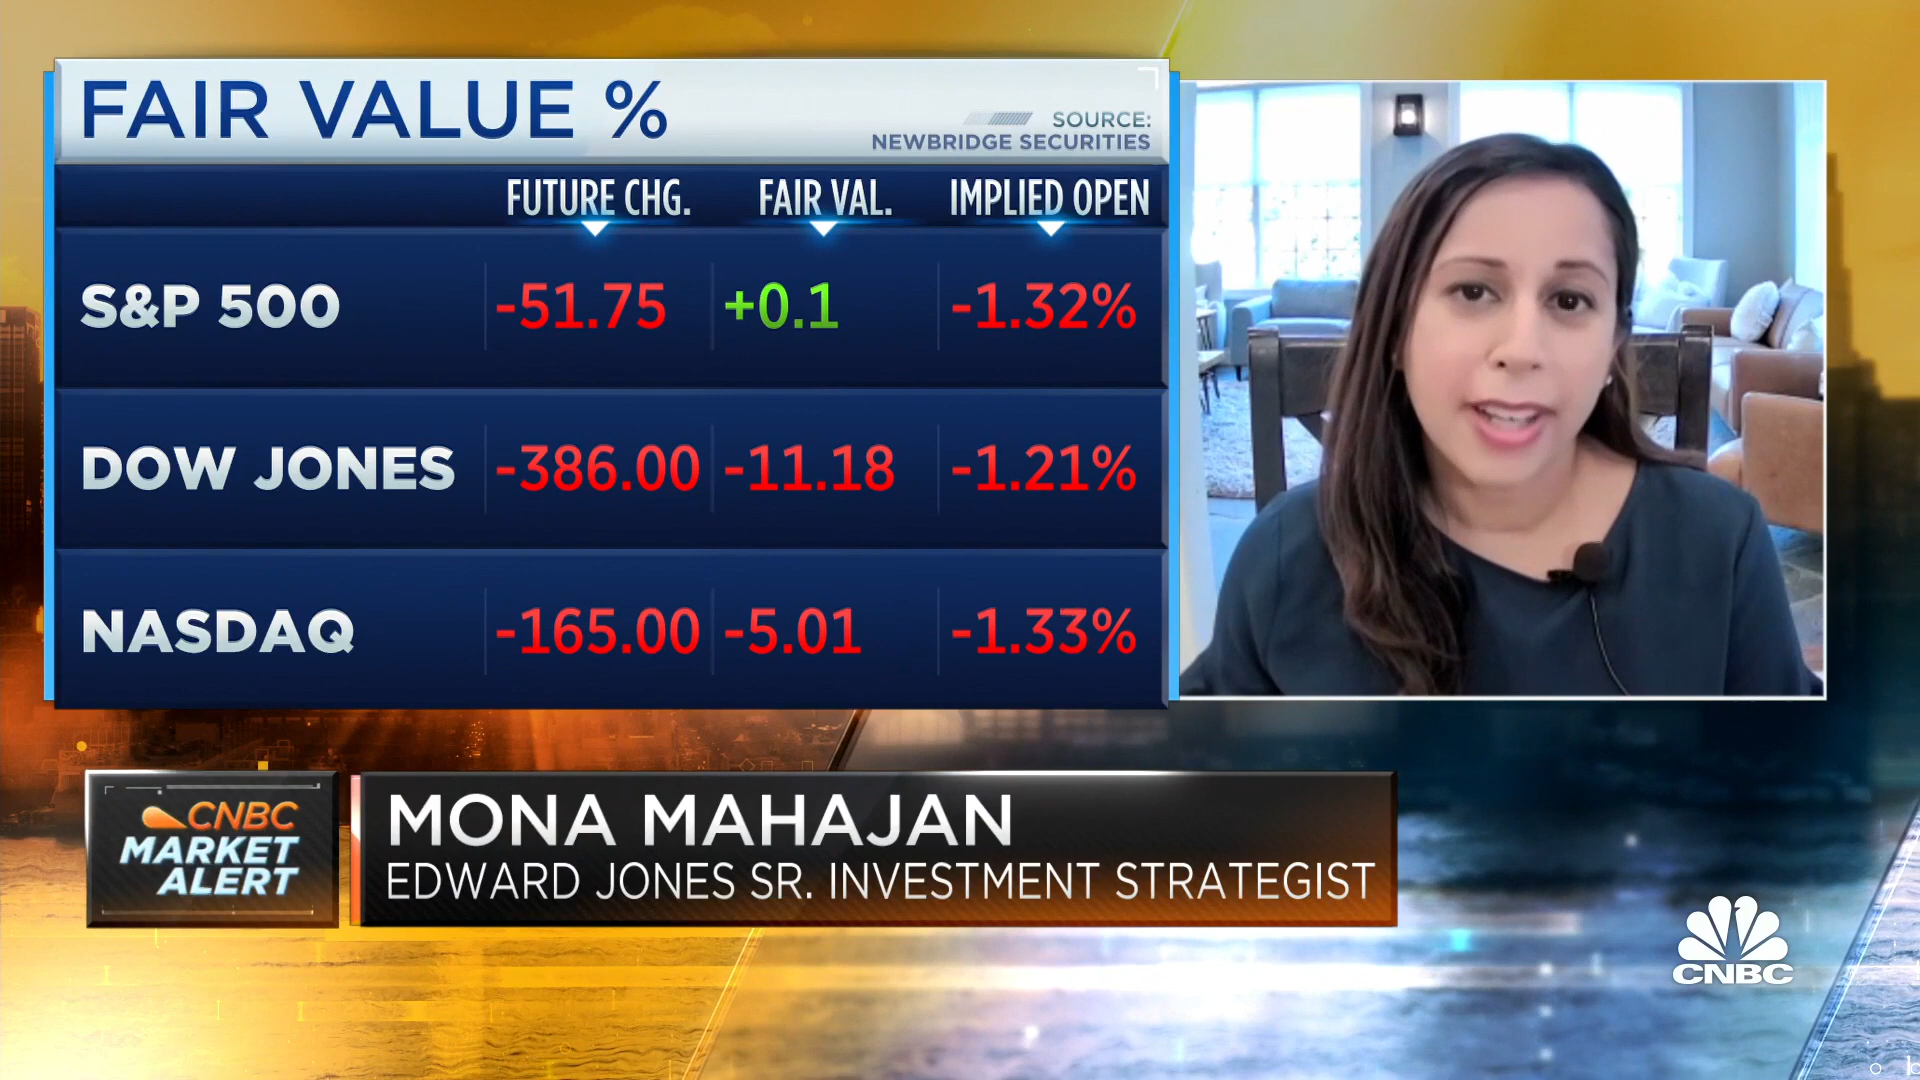 FAIR VALUE %
SOURCE:
NEWBRIDGE SECURITIES
FUTURE CHG. FAIR VAL. IMPLIED OPEN
S&P 500 -51.75 +0.1 -1.32%
DOW JONES -386.00 -11.18 -1.21%
NASDAQ -165.00 -5.01 -1.33%
CNBC
MARKET
ALERT
MONA MAHAJAN
EDWARD JONES SR. INVESTMENT STRATEGIST
CNBC